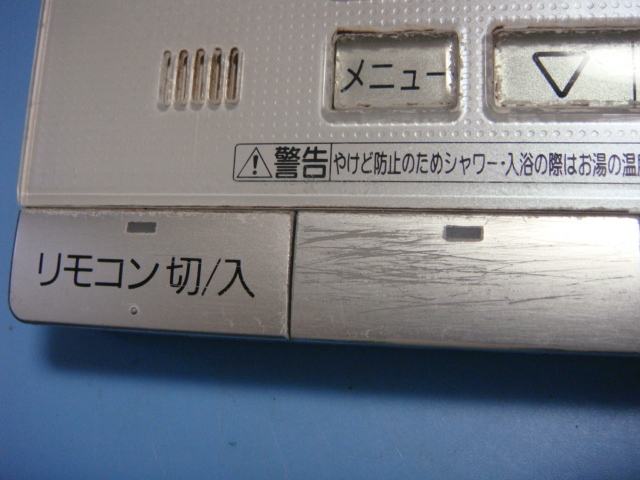 メニュー ▽
警告 やけど防止のためシャワー・入浴の際はお湯の温
リモコン 切/入